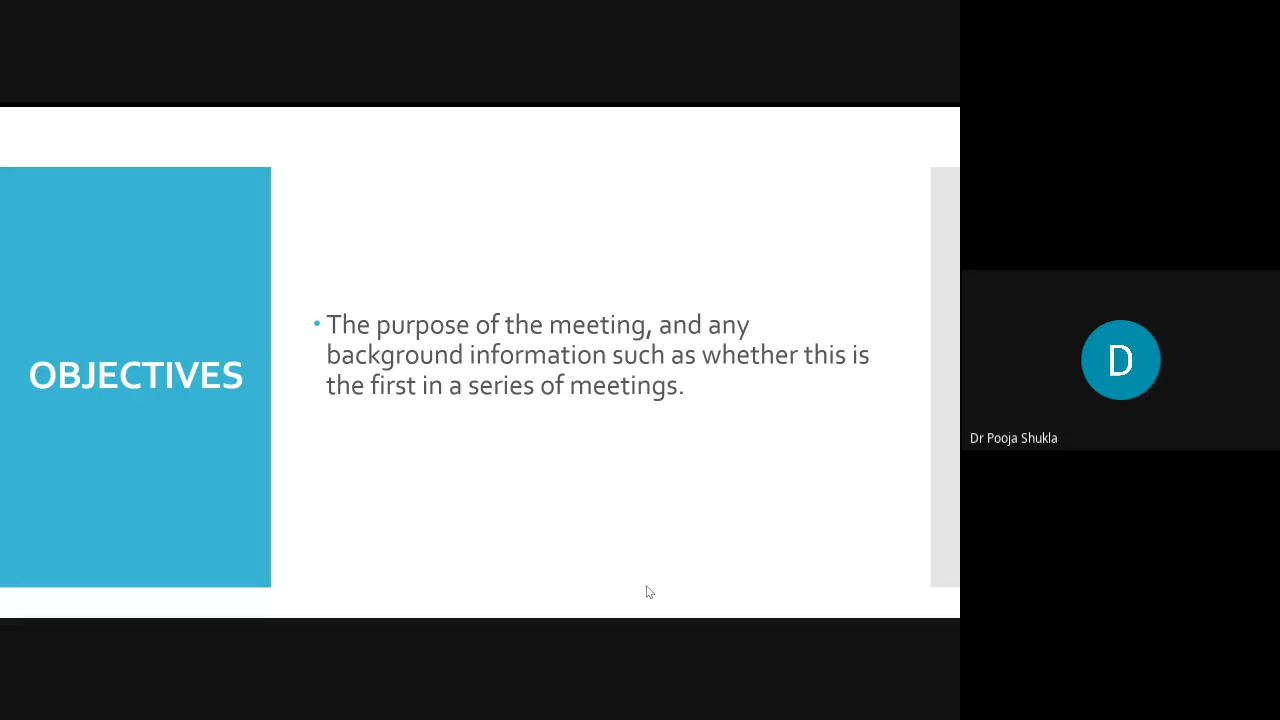 OBJECTIVES
• The purpose of the meeting, and any
background information such as whether this is
the first in a series of meetings.
D
Dr Pooja Shukla